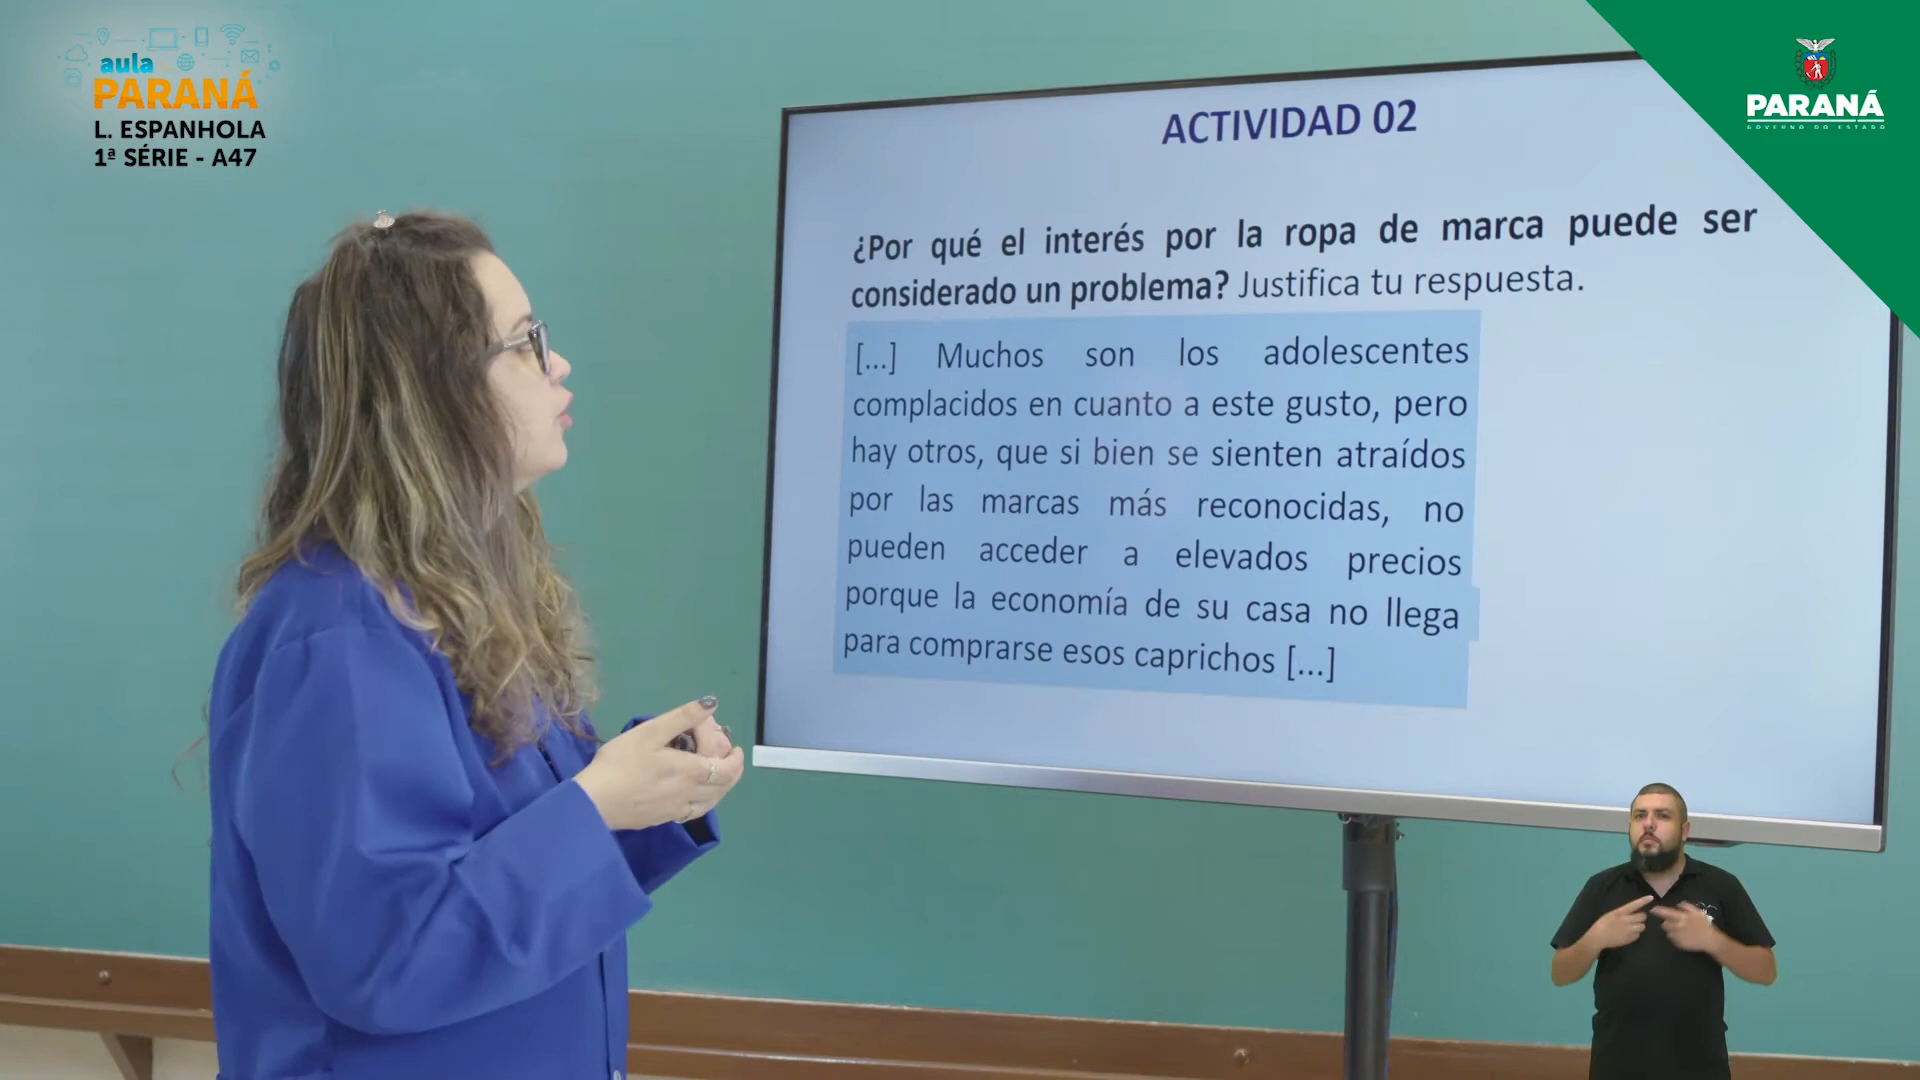 aula
PARANÁ
L. ESPANHOLA
1ª SÉRIE - A47
PARANÁ
GOVERNO DO ESTADO
ACTIVIDAD 02
¿Por qué el interés por la ropa de marca puede ser
considerado un problema? Justifica tu respuesta.
[...] Muchos son los adolescentes
complacidos en cuanto a este gusto, pero
hay otros, que si bien se sienten atraídos
por las marcas más reconocidas, no
pueden acceder a elevados precios
porque la economía de su casa no llega
para comprarse esos caprichos [...]